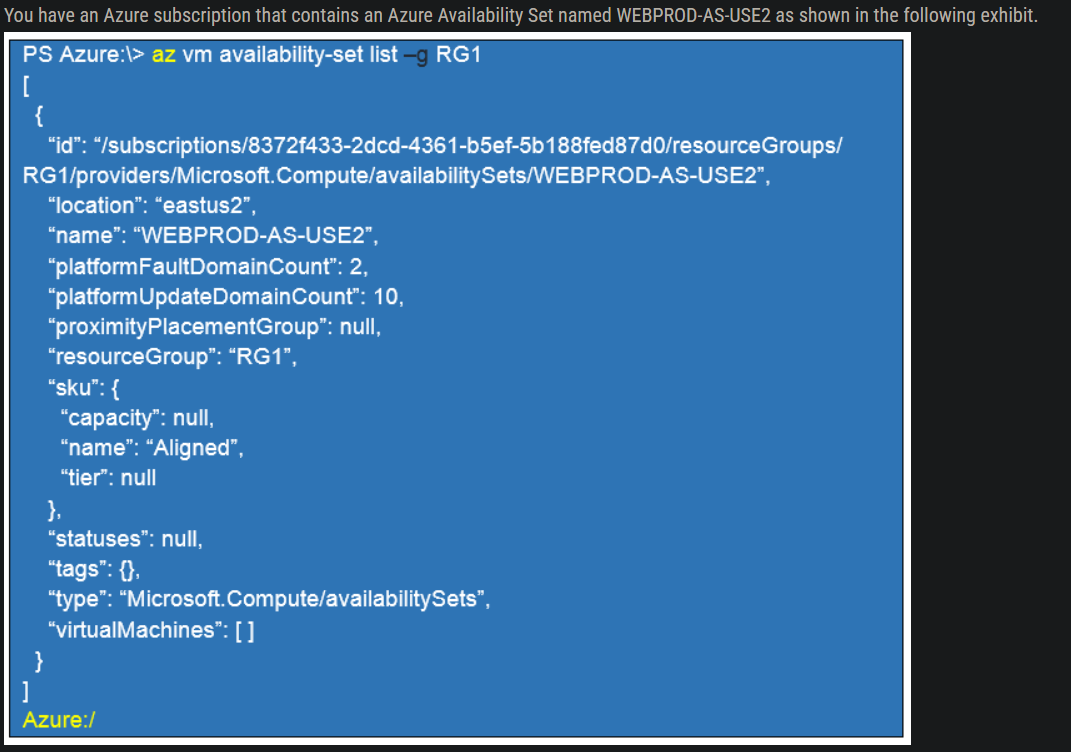 You have an Azure subscription that contains an Azure Availability Set named WEBPROD-AS-USE2 as shown in the following exhibit.
PS Azure:\> az vm availability-set list –g RG1
[
{
“id”: “/subscriptions/8372f433-2dcd-4361-b5ef-5b188fed87d0/resourceGroups/
RG1/providers/Microsoft.Compute/availabilitySets/WEBPROD-AS-USE2”,
“location”: “eastus2”,
“name”: “WEBPROD-AS-USE2”,
“platformFaultDomainCount”: 2,
“platformUpdateDomainCount”: 10,
“proximityPlacementGroup”: null,
“resourceGroup”: “RG1”,
“sku”: {
“capacity”: null,
“name”: “Aligned”,
“tier”: null
},
“statuses”: null,
“tags”: {},
“type”: “Microsoft.Compute/availabilitySets”,
“virtualMachines”: [ ]
}
]
Azure:/